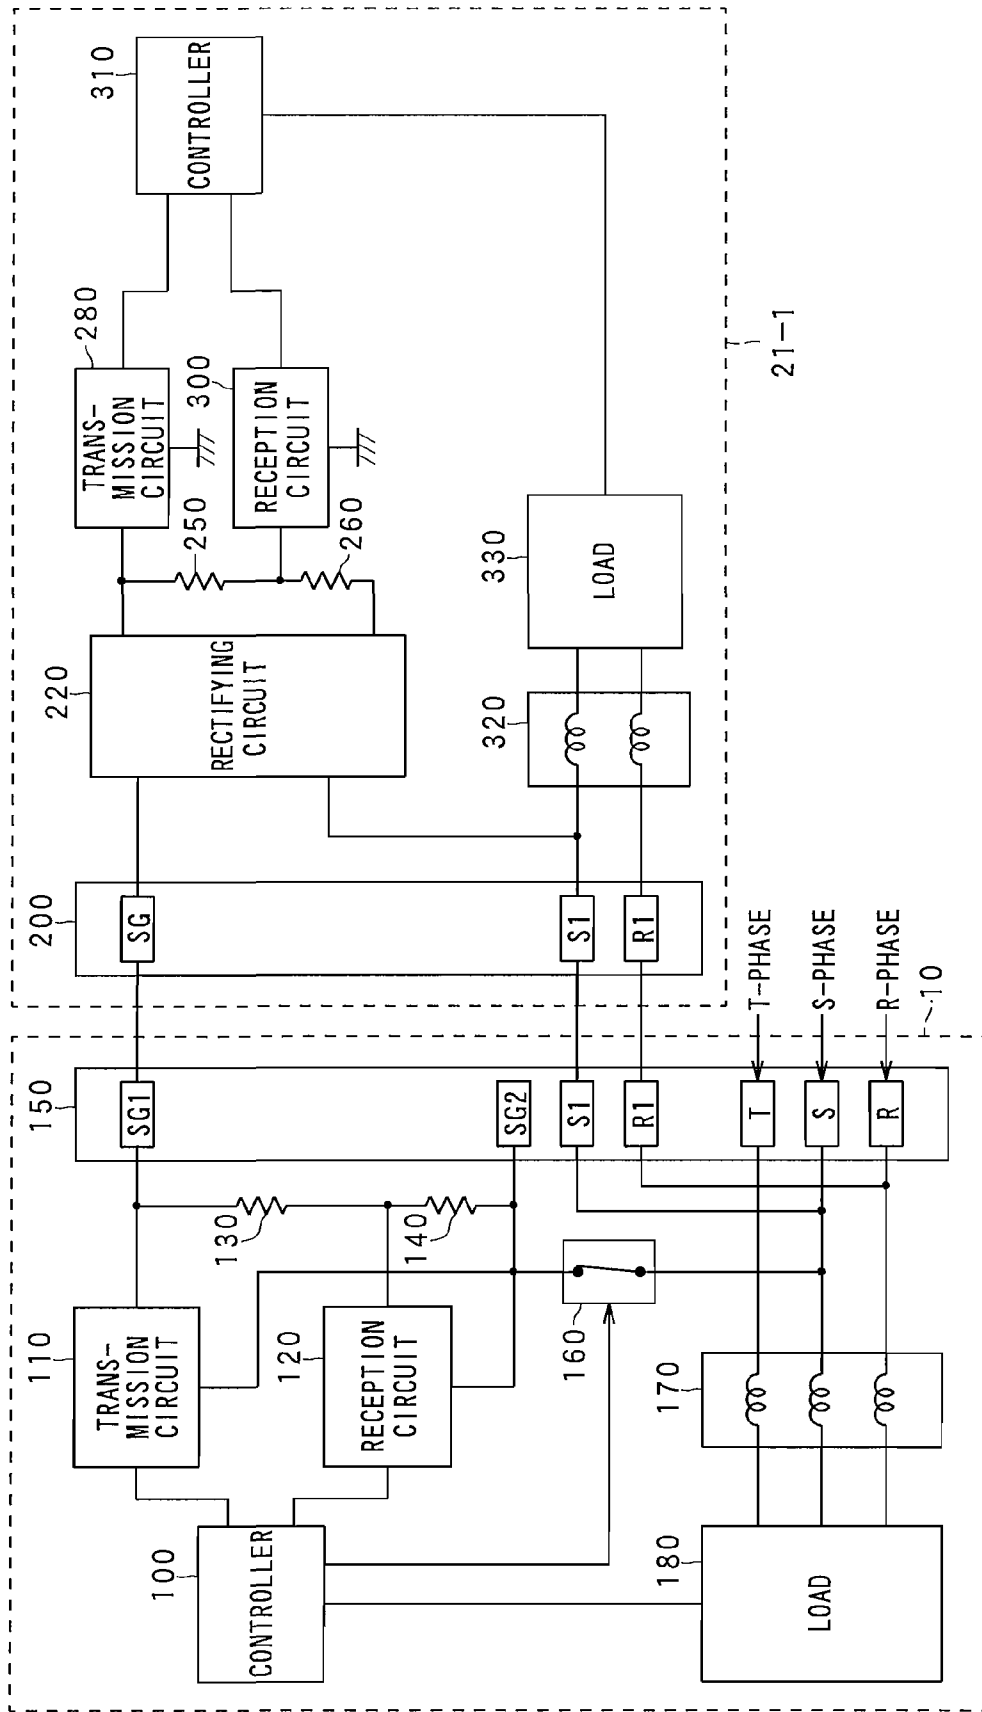 310
CONTROLLER
280
TRANS-
MISSION
CIRCUIT
300
RECEPTION
CIRCUIT
250
260
220
RECTIFYING
CIRCUIT
330
LOAD
320
21-1
200
SG
S1
R1
T-PHASE
S-PHASE
R-PHASE
10
150
SG1
SG2
S1
R1
T
S
R
130
140
110
TRANS-
MISSION
CIRCUIT
120
RECEPTION
CIRCUIT
160
170
100
CONTROLLER
180
LOAD